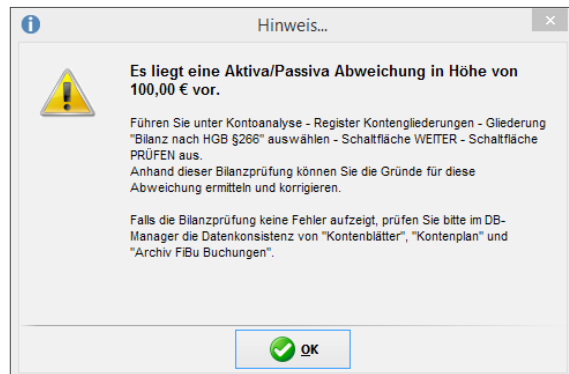 Hinweis...
Es liegt eine Aktiva/Passiva Abweichung in Höhe von
100,00 € vor.
Führen Sie unter Kontoanalyse - Register Kontengliederungen - Gliederung
"Bilanz nach HGB §266" auswählen - Schaltfläche WEITER - Schaltfläche
PRÜFEN aus.
Anhand dieser Bilanzprüfung können Sie die Gründe für diese
Abweichung ermitteln und korrigieren.
Falls die Bilanzprüfung keine Fehler aufzeigt, prüfen Sie bitte im DB-
Manager die Datenkonsistenz von "Kontenblätter", "Kontenplan" und
"Archiv FiBu Buchungen".
OK